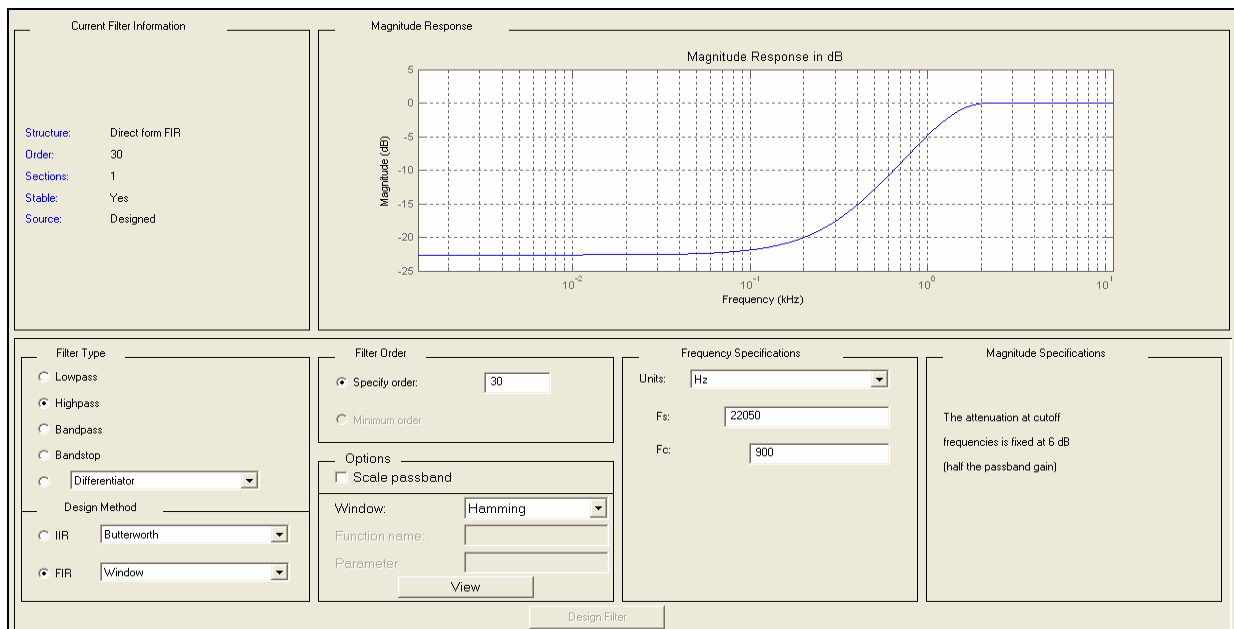 Current Filter Information
Structure: Direct form FIR
Order: 30
Sections: 1
Stable: Yes
Source: Designed
Magnitude Response
Magnitude Response in dB
5
0
-5
-10
-15
-20
-25
Magnitude (dB)
10-2
10-1
100
101
Frequency (kHz)
Filter Type
Lowpass
Highpass
Bandpass
Bandstop
Differentiator
Design Method
IIR Butterworth
FIR Window
Filter Order
Specify order: 30
Minimum order
Options
Scale passband
Window: Hamming
Function name:
Parameter
View
Frequency Specifications
Units: Hz
Fs: 22050
Fc: 900
Magnitude Specifications
The attenuation at cutoff
frequencies is fixed at 6 dB
(half the passband gain)
Design Filter